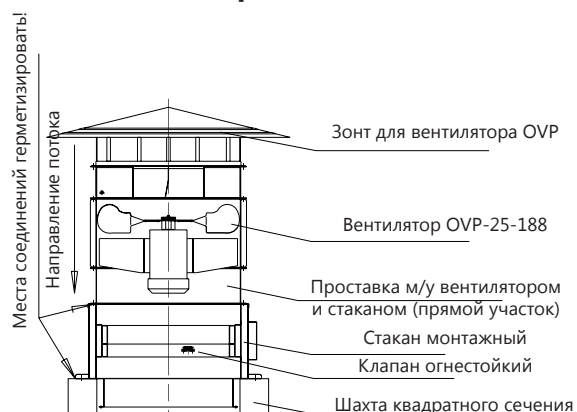 Места соединений герметизировать!
Направление потока
Зонт для вентилятора OVP
Вентилятор OVP-25-188
Проставка м/у вентилятором
и стаканом (прямой участок)
Стакан монтажный
Клапан огнестойкий
Шахта квадратного сечения